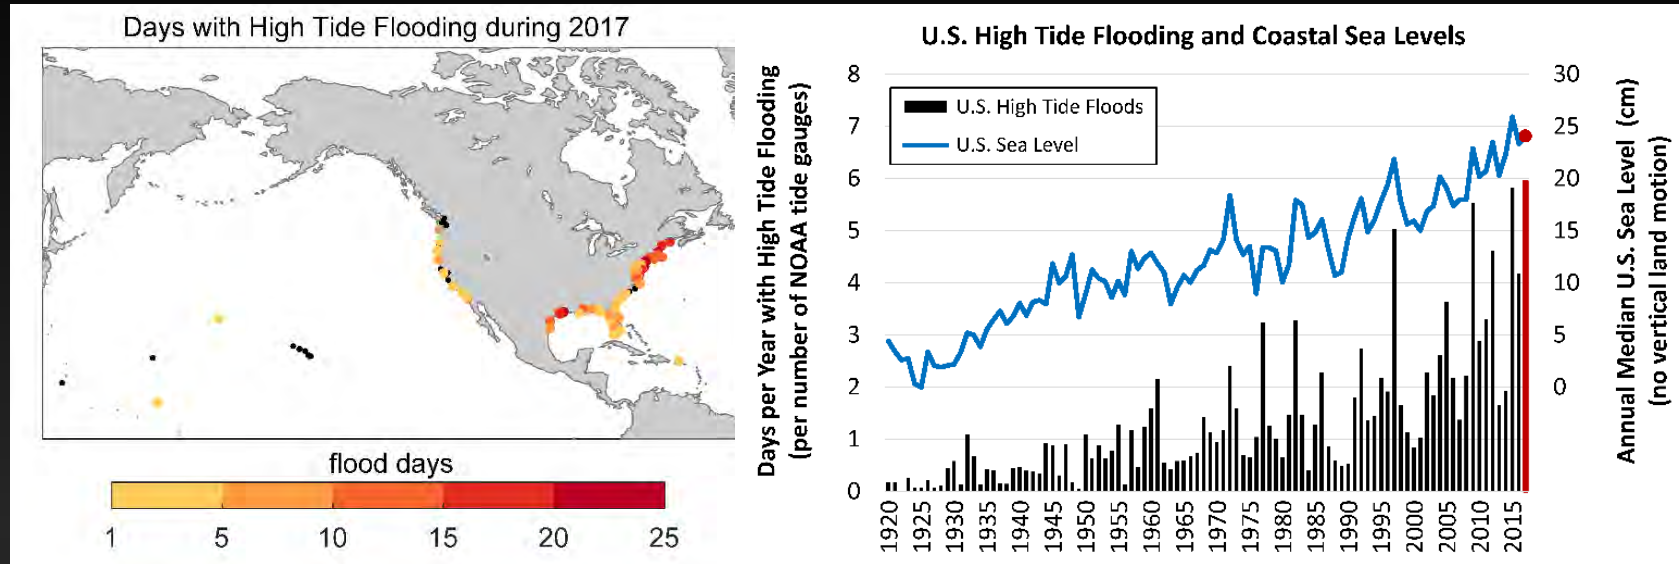 Days with High Tide Flooding during 2017
flood days
1 5 10 15 20 25
U.S. High Tide Flooding and Coastal Sea Levels
Days per Year with High Tide Flooding
(per number of NOAA tide gauges)
8
7
6
5
4
3
2
1
0
U.S. High Tide Floods
U.S. Sea Level
30
25
20
15
10
5
0
Annual Median U.S. Sea Level (cm)
(no vertical land motion)
1920 1925 1930 1935 1940 1945 1950 1955 1960 1965 1970 1975 1980 1985 1990 1995 2000 2005 2010 2015